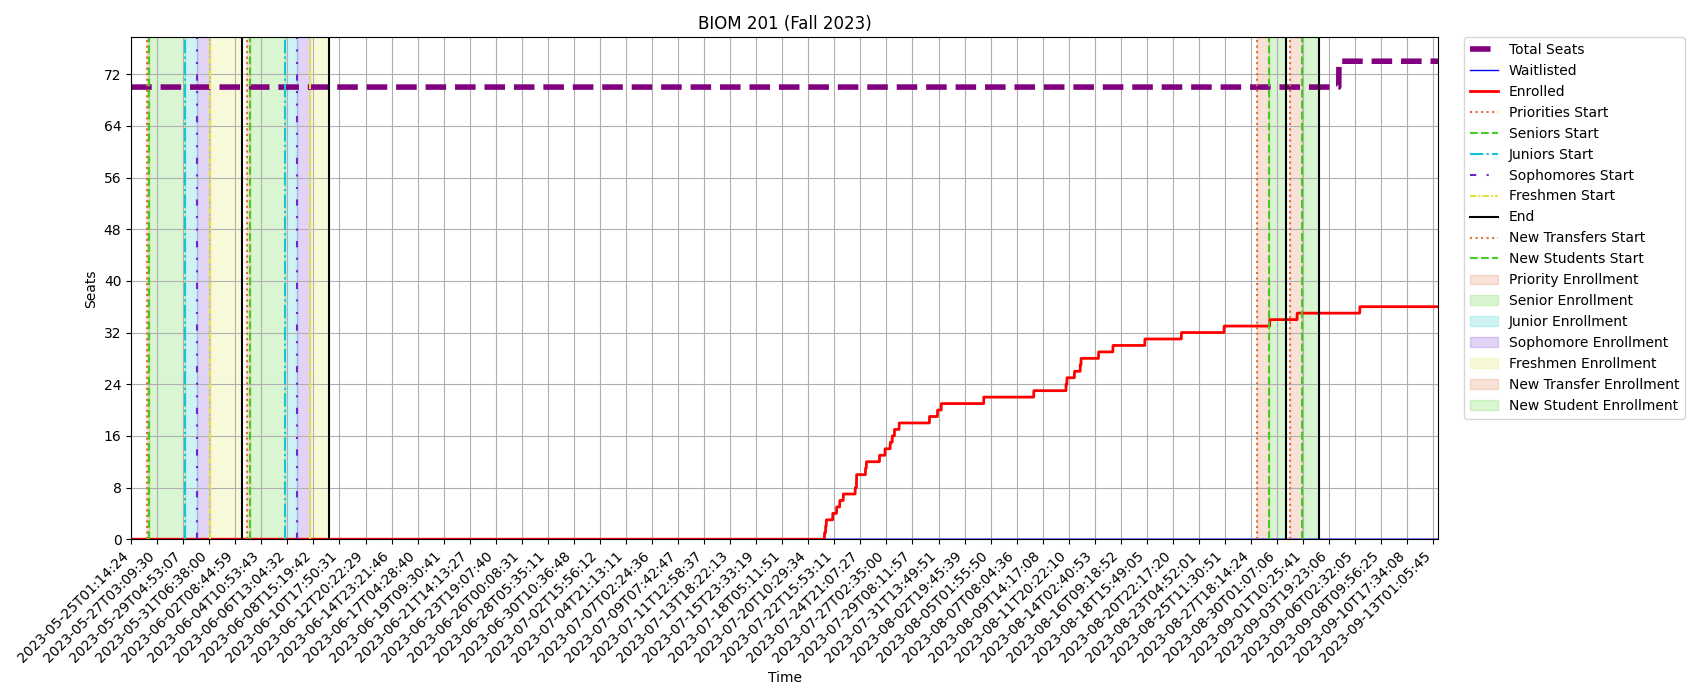 BIOM 201 (Fall 2023)
Seats
72
64
56
48
40
32
24
16
8
0
2023-05-25T01:14:24
2023-05-27T03:09:30
2023-05-29T04:53:07
2023-05-31T06:38:00
2023-06-02T08:44:59
2023-06-04T10:53:43
2023-06-06T13:04:32
2023-06-08T15:19:42
2023-06-10T17:50:31
2023-06-12T20:22:29
2023-06-14T23:21:46
2023-06-17T04:28:40
2023-06-19T09:30:41
2023-06-21T14:13:27
2023-06-23T19:07:40
2023-06-26T00:08:31
2023-06-28T05:35:11
2023-06-30T10:36:48
2023-07-02T15:56:12
2023-07-04T21:13:11
2023-07-07T02:24:36
2023-07-09T07:42:47
2023-07-11T12:58:37
2023-07-13T18:22:13
2023-07-15T23:33:19
2023-07-18T05:11:51
2023-07-20T10:29:34
2023-07-22T15:53:11
2023-07-24T21:07:27
2023-07-27T02:35:00
2023-07-29T08:11:57
2023-07-31T13:49:51
2023-08-02T19:45:39
2023-08-05T01:55:50
2023-08-07T08:04:36
2023-08-09T14:17:08
2023-08-11T20:22:10
2023-08-14T02:40:53
2023-08-16T09:18:52
2023-08-18T15:49:05
2023-08-20T22:17:20
2023-08-23T04:52:01
2023-08-25T11:30:51
2023-08-27T18:14:24
2023-08-30T01:07:06
2023-09-01T10:25:41
2023-09-03T19:23:06
2023-09-06T02:32:05
2023-09-08T09:56:25
2023-09-10T17:34:08
2023-09-13T01:05:45
Time
Total Seats
Waitlisted
Enrolled
Priorities Start
Seniors Start
Juniors Start
Sophomores Start
Freshmen Start
End
New Transfers Start
New Students Start
Priority Enrollment
Senior Enrollment
Junior Enrollment
Sophomore Enrollment
Freshmen Enrollment
New Transfer Enrollment
New Student Enrollment